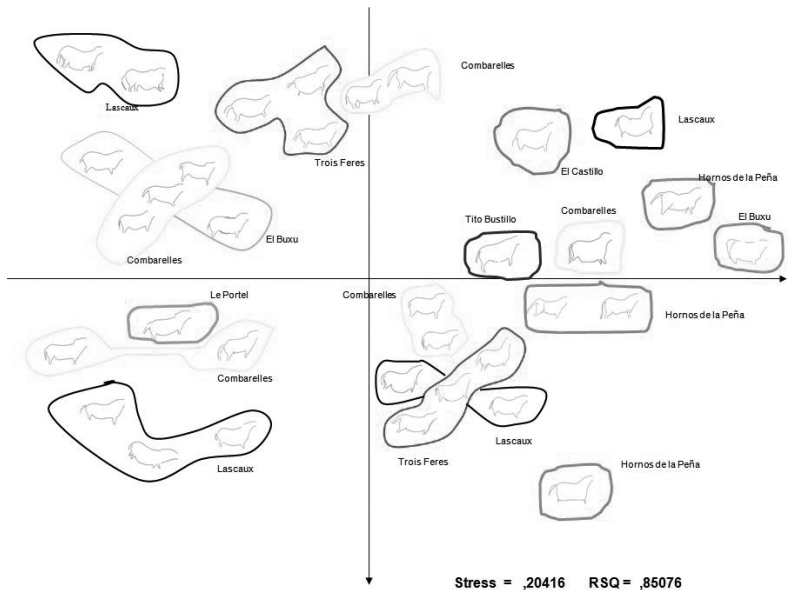 Combarelles
Lascaux
Lascaux
Trois Feres
El Castillo
Hornos de la Peña
Tito Bustillo
Combarelles
El Buxu
El Buxu
Combarelles
Le Portel
Combarelles
Hornos de la Peña
Combarelles
Lascaux
Lascaux
Trois Feres
Hornos de la Peña
Stress = ,20416 RSQ = ,85076